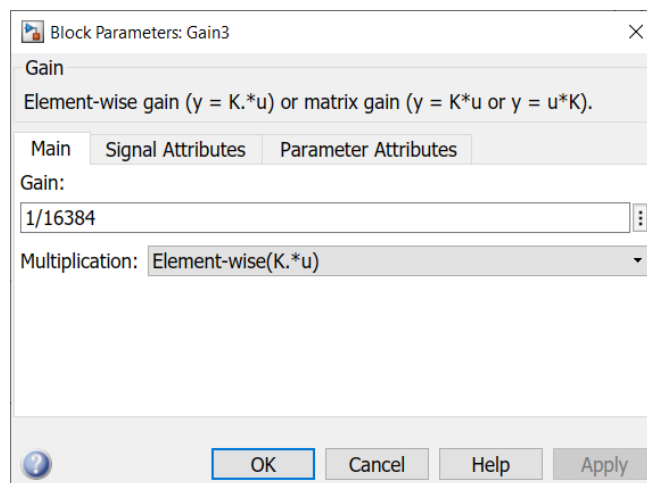 Block Parameters: Gain3
Gain
Element-wise gain (y = K.*u) or matrix gain (y = K*u or y = u*K).
Main Signal Attributes Parameter Attributes
Gain:
1/16384
Multiplication: Element-wise(K.*u)
OK Cancel Help Apply